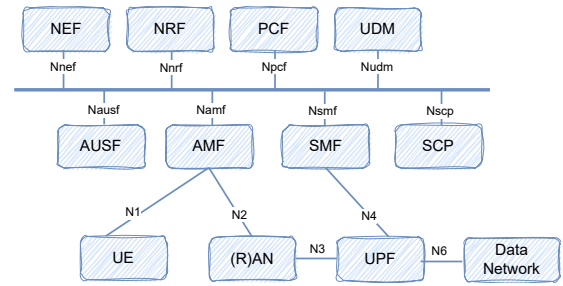 NEF NRF PCF UDM
Nnef Nnrf Npcf Nudm
Nausf Namf Nsmf Nscp
AUSF AMF SMF SCP
N1 N2 N4
UE (R)AN N3 UPF N6 Data
Network